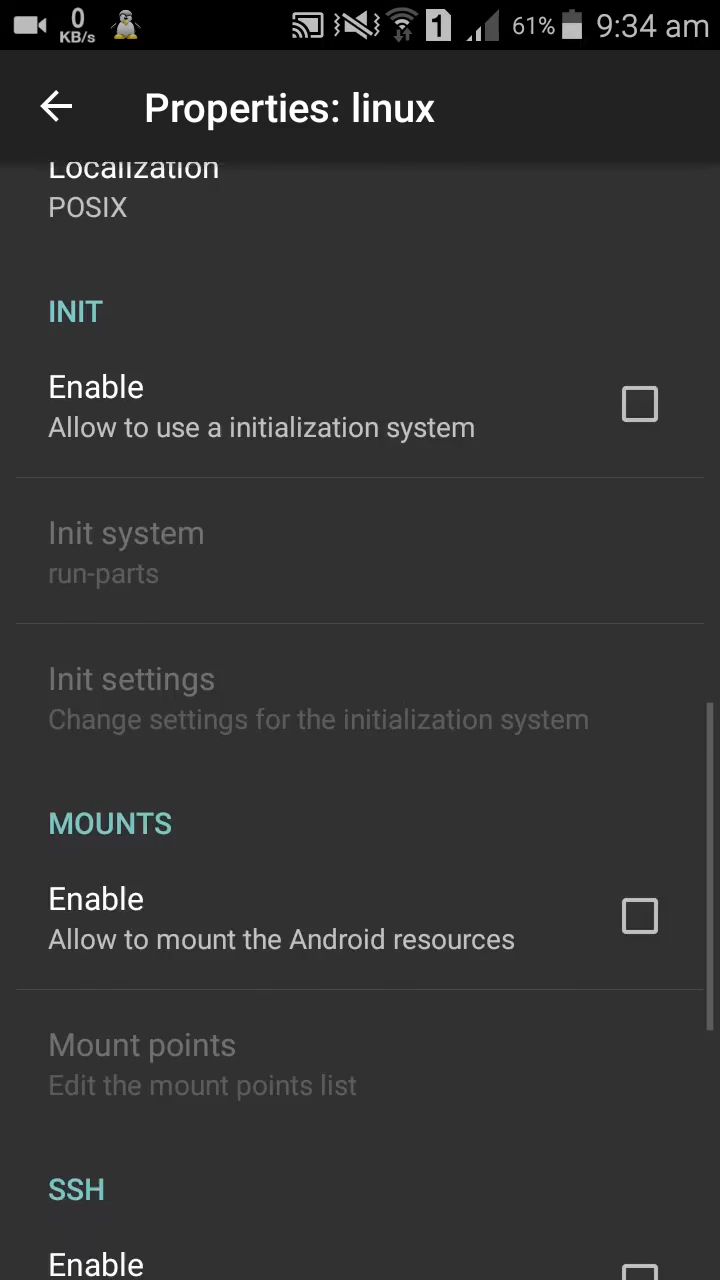 0
KB/s
1
61%
9:34 am
Properties: linux
Localization
POSIX
INIT
Enable
Allow to use a initialization system
Init system
run-parts
Init settings
Change settings for the initialization system
MOUNTS
Enable
Allow to mount the Android resources
Mount points
Edit the mount points list
SSH
Enable